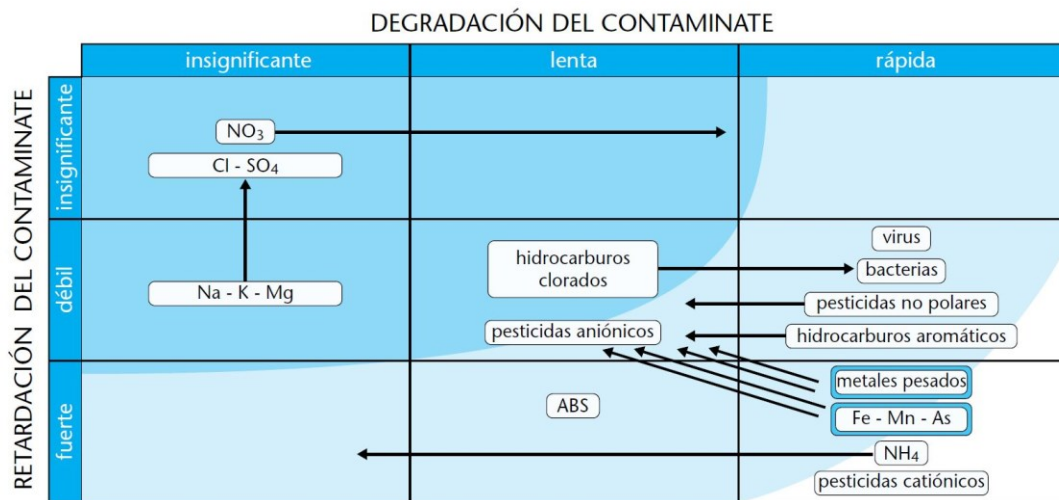 DEGRADACIÓN DEL CONTAMINATE
insignificante
lenta
rápida
RETARDACIÓN DEL CONTAMINATE
insignificante
NO₃
Cl - SO₄
débil
Na - K - Mg
hidrocarburos
clorados
pesticidas aniónicos
virus
bacterias
pesticidas no polares
hidrocarburos aromáticos
fuerte
ABS
metales pesados
Fe - Mn - As
NH₄
pesticidas catiónicos